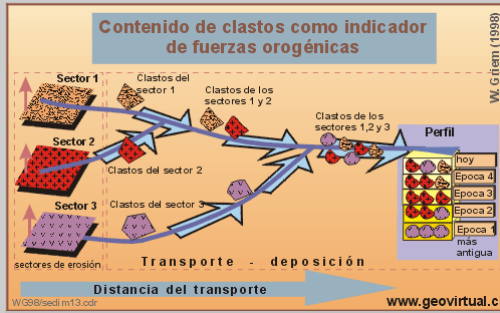 Contenido de clastos como indicador
de fuerzas orogénicas
W. Griem (1998)
Sector 1
Clastos del
sector 1
Clastos de los
sectores 1 y 2
Clastos de los
sectores 1,2 y 3
Perfil
Sector 2
Clastos del sector 2
hoy
Epoca 4
Epoca 3
Epoca 2
Epoca 1
más
antigua
Sector 3
Clastos del sector 3
sectores de erosión
Transporte - deposición
Distancia del transporte
WG98/sedim13.cdr
www.geovirtual.c